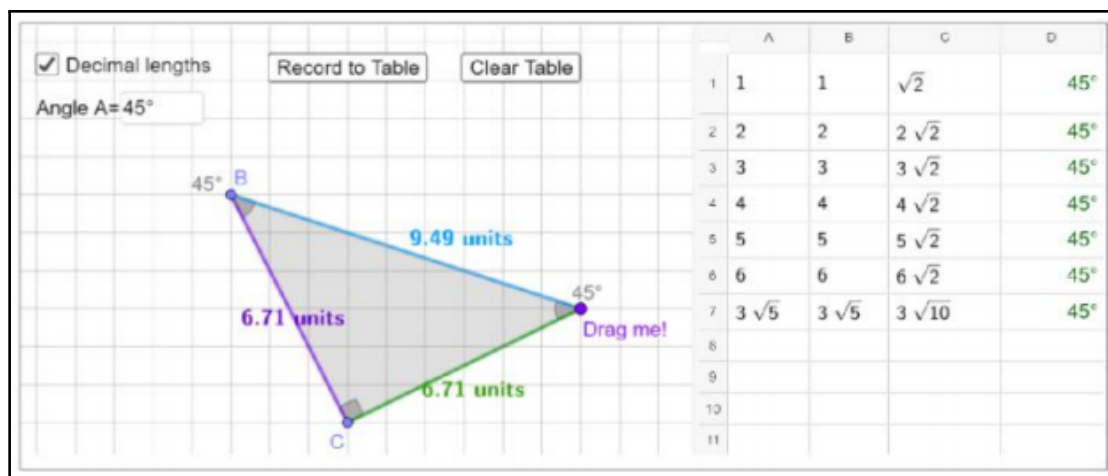 Decimal lengths
Record to Table
Clear Table
Angle A= 45°
45°
B
9.49 units
6.71 units
45°
Drag me!
6.71 units
C
A B C D
1 1 1 √2 45°
2 2 2 2 √2 45°
3 3 3 3 √2 45°
4 4 4 4 √2 45°
5 5 5 5 √2 45°
6 6 6 6 √2 45°
7 3 √5 3 √5 3 √10 45°
8
9
10
11